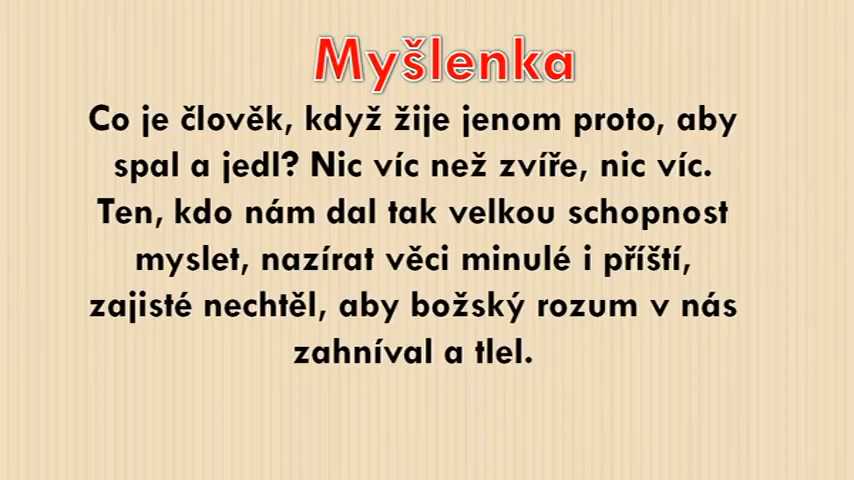 Myšlenka
Co je člověk, když žije jenom proto, aby
spal a jedl? Nic víc než zvíře, nic víc.
Ten, kdo nám dal tak velkou schopnost
myslet, nazírat věci minulé i příští,
zajisté nechtěl, aby božský rozum v nás
zahníval a tlel.